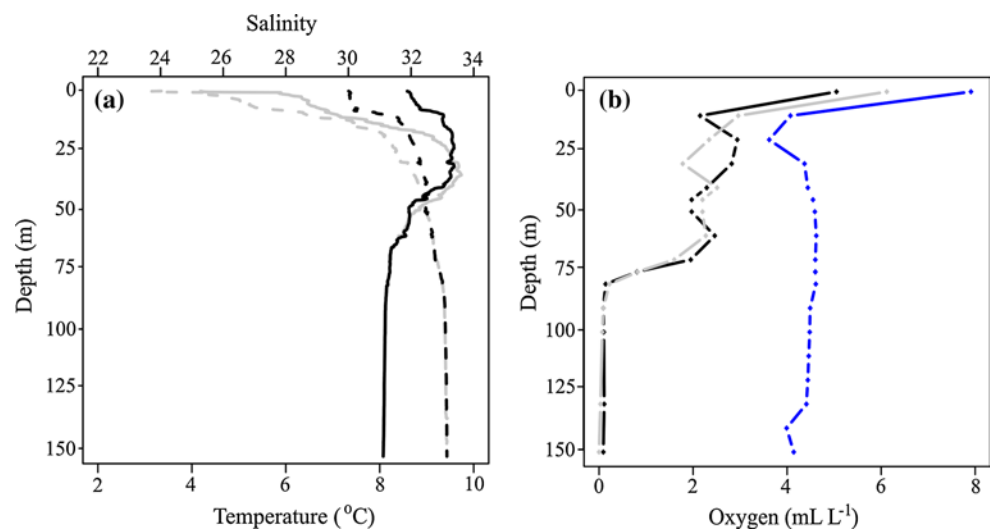 Salinity
22 24 26 28 30 32 34
(a)
0
25
50
75
100
125
150
Depth (m)
2 4 6 8 10
Temperature (°C)
(b)
0
25
50
75
100
125
150
Depth (m)
0 2 4 6 8
Oxygen (mL L⁻¹)